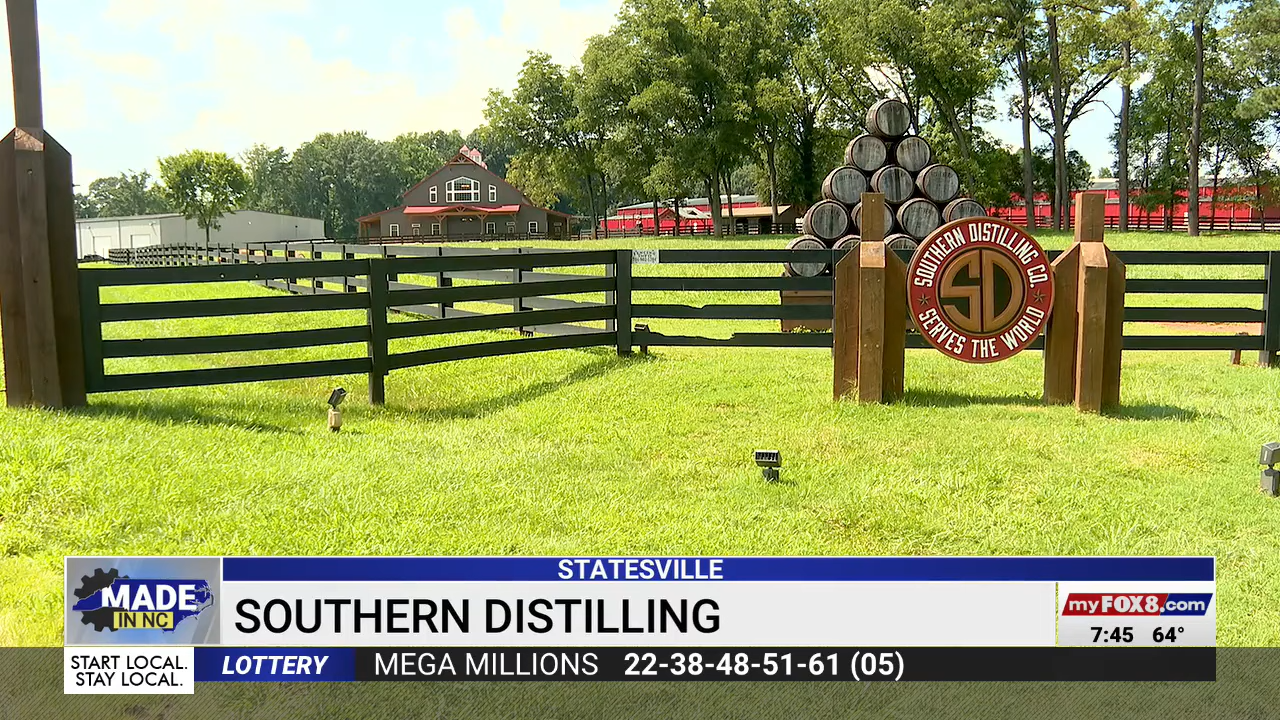 SOUTHERN DISTILLING CO.
SD
SERVES THE WORLD
STATESVILLE
MADE
IN NC
SOUTHERN DISTILLING
myFOX8.com
7:45 64°
START LOCAL.
STAY LOCAL.
LOTTERY MEGA MILLIONS 22-38-48-51-61 (05)